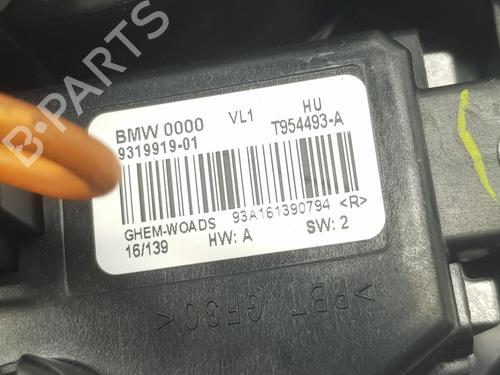 B-PARTS
BMW 0000 VL1 HU
9319919-01 T954493-A
GHEM-WOADS 93A161390794 <R>
16/139 HW: A SW: 2
>PBT GF30<